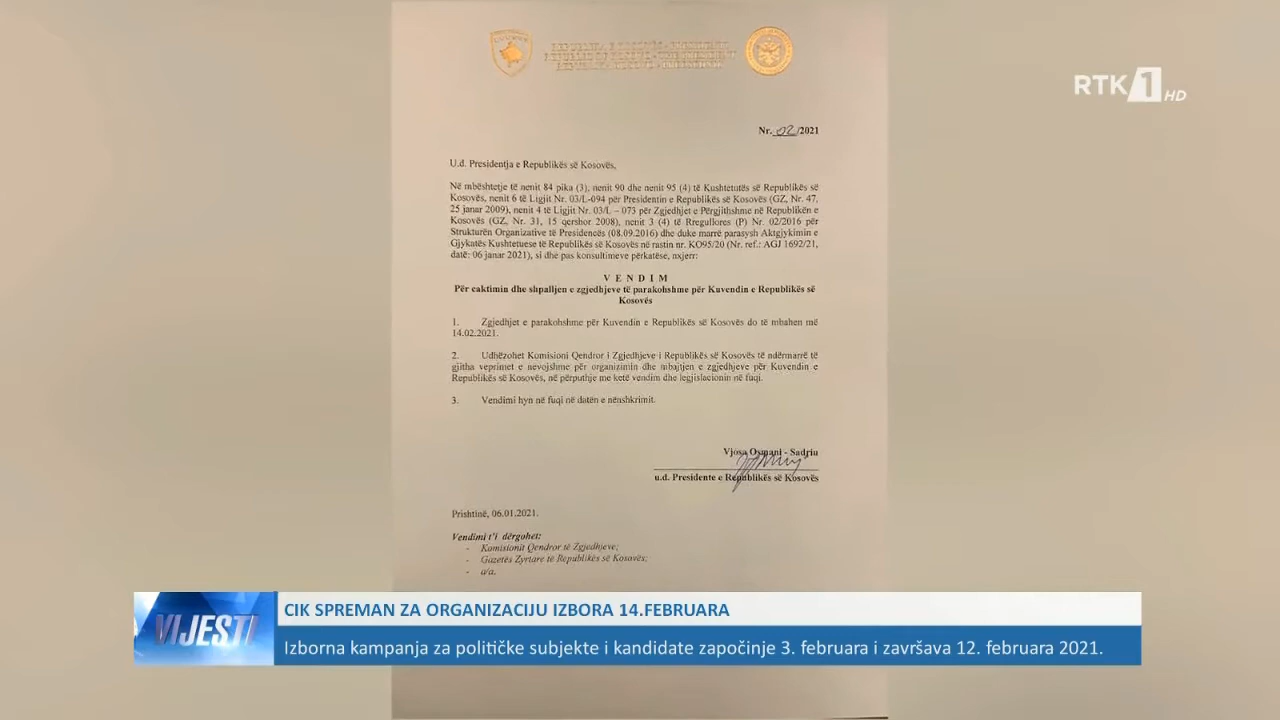 REPUBLIKA E KOSOVËS - PRESIDENTI
RTK 1 HD
Nr. 02 /2021
U.d. Presidentja e Republikës së Kosovës,
Në mbështetje të nenit 84 pika (3), nenit 90 dhe nenit 95 (4) të Kushtetutës së Republikës së
Kosovës, nenit 6 të Ligjit Nr. 03/L-094 për Presidentin e Republikës së Kosovës (GZ, Nr. 47,
25 janar 2009), nenit 4 të Ligjit Nr. 03/L – 073 për Zgjedhjet e Përgjithshme në Republikën e
Kosovës (GZ, Nr. 31, 15 qershor 2008), nenit 3 (4) të Rregullores (P) Nr. 02/2016 për
Strukturën Organizative të Presidencës (08.09.2016) dhe duke marrë parasysh Aktgjykimin e
Gjykatës Kushtetuese të Republikës së Kosovës në rastin nr. KO95/20 (Nr. ref.: AGJ 1692/21,
datë: 06 janar 2021), si dhe pas konsultimeve përkatëse, nxjerr:
V E N D I M
Për caktimin dhe shpalljen e zgjedhjeve të parakohshme për Kuvendin e Republikës së
Kosovës
1. Zgjedhjet e parakohshme për Kuvendin e Republikës së Kosovës do të mbahen më
14.02.2021.
2. Udhëzohet Komisioni Qendror i Zgjedhjeve i Republikës së Kosovës të ndërmarrë të
gjitha veprimet e nevojshme për organizimin dhe mbajtjen e zgjedhjeve për Kuvendin e
Republikës së Kosovës, në përputhje me këtë vendim dhe legjislacionin në fuqi.
3. Vendimi hyn në fuqi në datën e nënshkrimit.
Vjosa Osmani - Sadriu
u.d. Presidente e Republikës së Kosovës
Prishtinë, 06.01.2021.
Vendimi t'i dërgohet:
- Komisionit Qendror të Zgjedhjeve;
- Gazetës Zyrtare të Republikës së Kosovës;
- a/a.
VIJESTI
CIK SPREMAN ZA ORGANIZACIJU IZBORA 14.FEBRUARA
Izborna kampanja za političke subjekte i kandidate započinje 3. februara i završava 12. februara 2021.